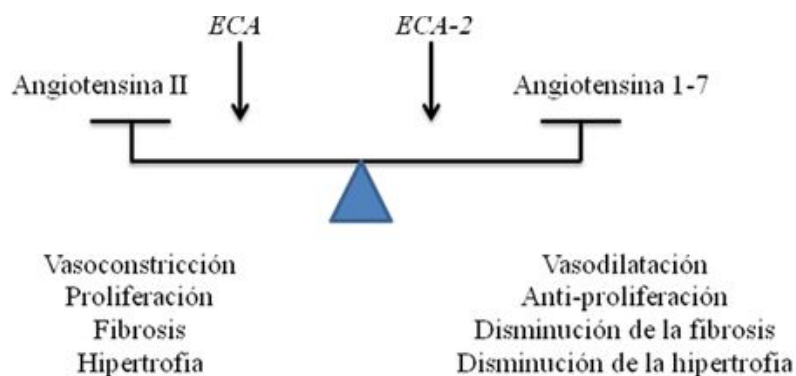 ECA
ECA-2
Angiotensina II
Angiotensina 1-7
Vasoconstricción
Proliferación
Fibrosis
Hipertrofia
Vasodilatación
Anti-proliferación
Disminución de la fibrosis
Disminución de la hipertrofia